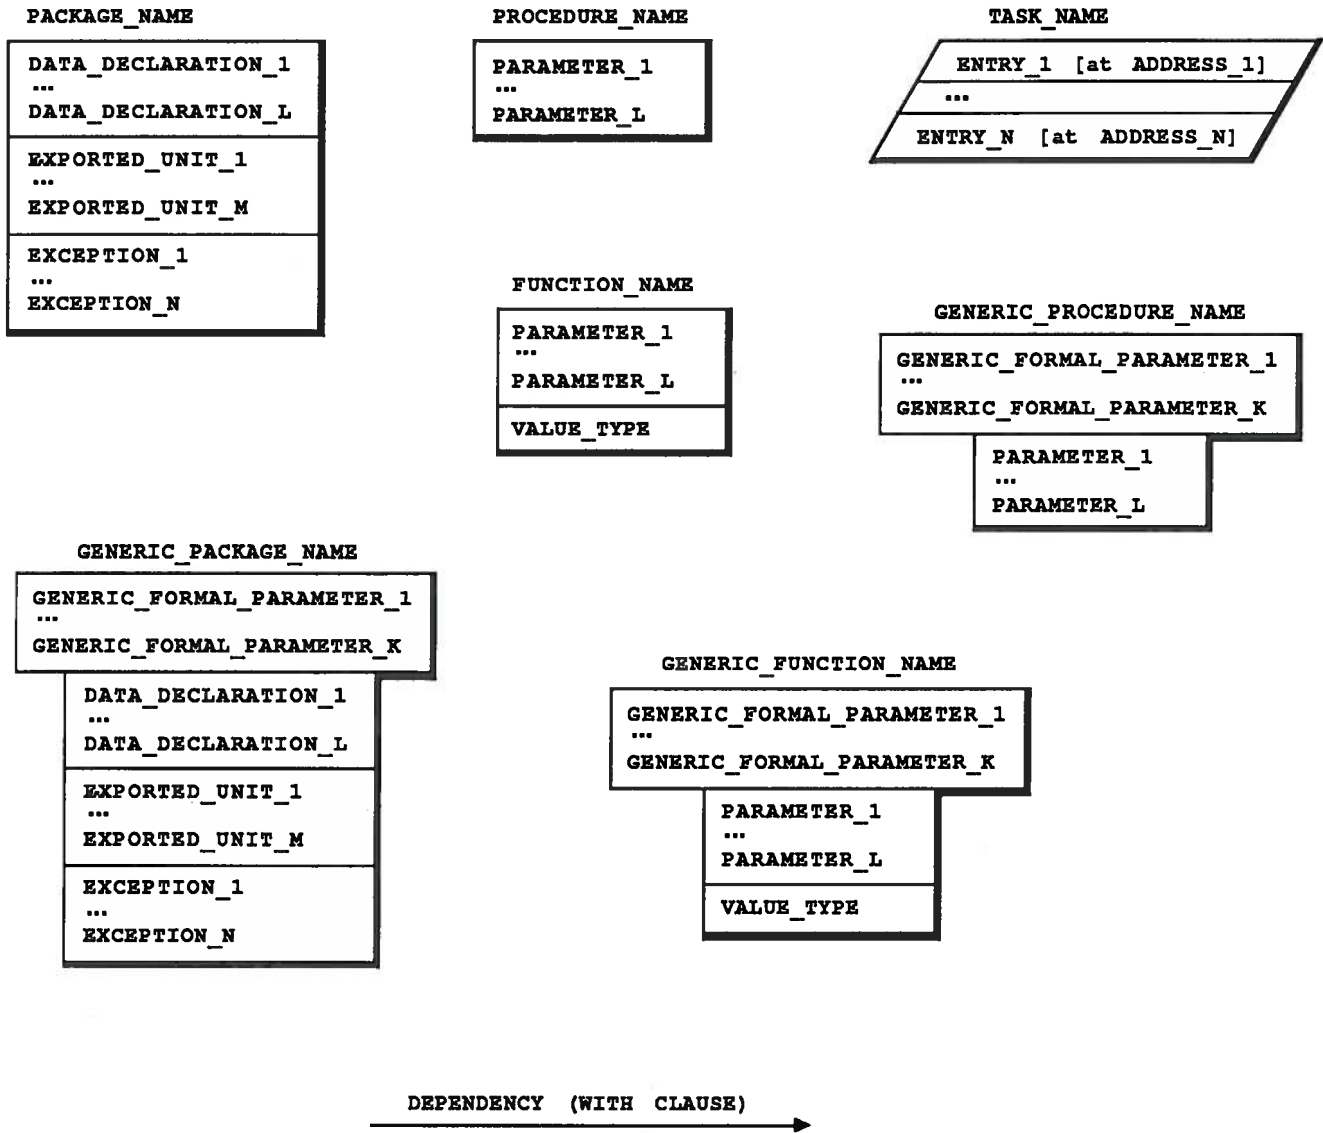 PACKAGE_NAME
DATA_DECLARATION_1
...
DATA_DECLARATION_L
EXPORTED_UNIT_1
...
EXPORTED_UNIT_M
EXCEPTION_1
...
EXCEPTION_N
PROCEDURE_NAME
PARAMETER_1
...
PARAMETER_L
TASK_NAME
ENTRY_1 [at ADDRESS_1]
...
ENTRY_N [at ADDRESS_N]
FUNCTION_NAME
PARAMETER_1
...
PARAMETER_L
VALUE_TYPE
GENERIC_PROCEDURE_NAME
GENERIC_FORMAL_PARAMETER_1
...
GENERIC_FORMAL_PARAMETER_K
PARAMETER_1
...
PARAMETER_L
GENERIC_PACKAGE_NAME
GENERIC_FORMAL_PARAMETER_1
...
GENERIC_FORMAL_PARAMETER_K
DATA_DECLARATION_1
...
DATA_DECLARATION_L
EXPORTED_UNIT_1
...
EXPORTED_UNIT_M
EXCEPTION_1
...
EXCEPTION_N
GENERIC_FUNCTION_NAME
GENERIC_FORMAL_PARAMETER_1
...
GENERIC_FORMAL_PARAMETER_K
PARAMETER_1
...
PARAMETER_L
VALUE_TYPE
DEPENDENCY (WITH CLAUSE)